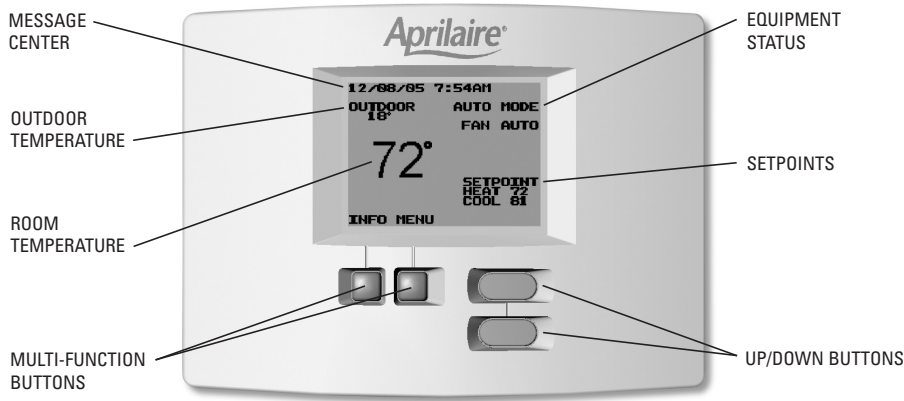 MESSAGE
CENTER
EQUIPMENT
STATUS
Aprilaire®
12/08/05 7:54AM
OUTDOOR AUTO MODE
18°
FAN AUTO
OUTDOOR
TEMPERATURE
72°
SETPOINT
HEAT 72
COOL 81
SETPOINTS
ROOM
TEMPERATURE
INFO MENU
MULTI-FUNCTION
BUTTONS
UP/DOWN BUTTONS